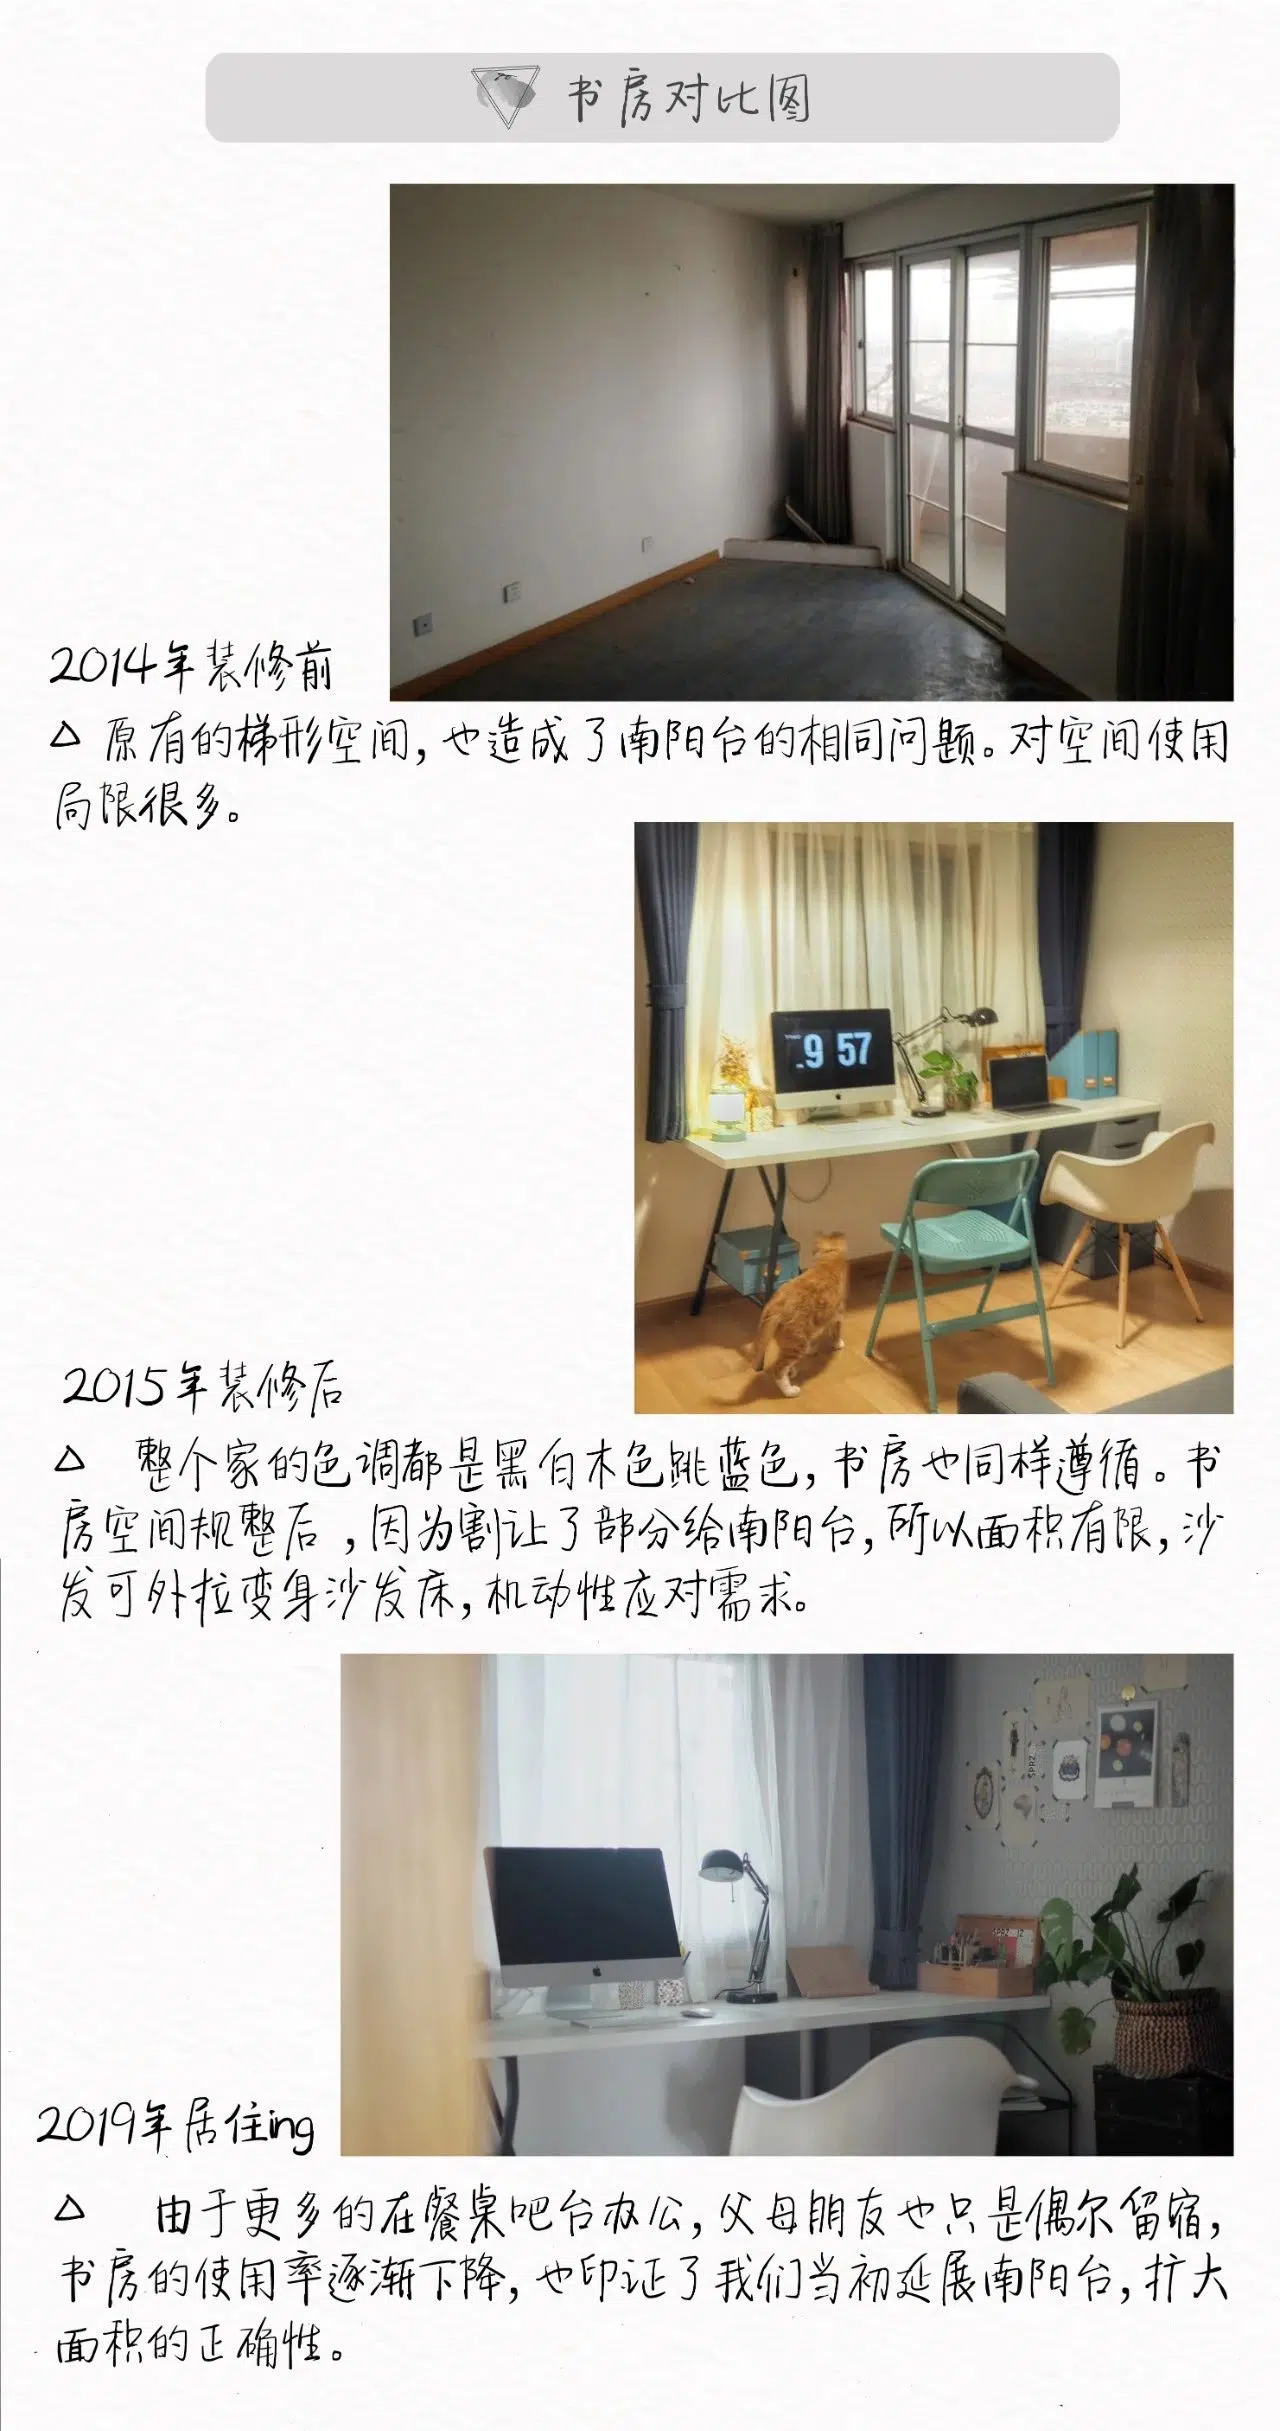 书房对比图
2014年装修前
△ 原有的梯形空间，也造成了南阳台的相同问题。对空间使用
局限很多。
9 57
2015年装修后
△ 整个家的色调都是黑白木色跳蓝色，书房也同样遵循。书
房空间规整后，因为割让了部分给南阳台，所以面积有限，沙
发可外拉变身沙发床，机动性应对需求。
SPRZ
SPRZ
2019年居住ing
△ 由于更多的在餐桌吧台办公，父母朋友也只是偶尔留宿，
书房的使用率逐渐下降，也印证了我们当初延展南阳台，扩大
面积的正确性。